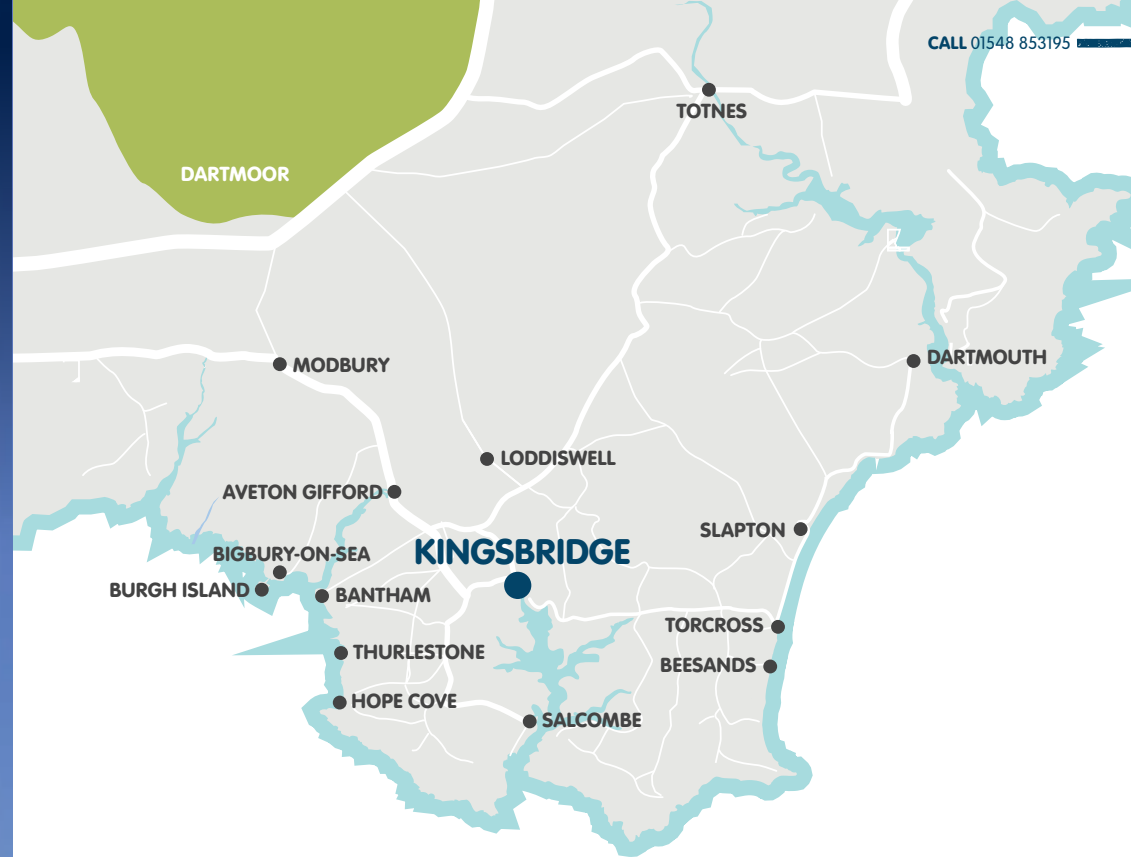 CALL 01548 853195
TOTNES
DARTMOOR
DARTMOUTH
MODBURY
LODDISWELL
AVETON GIFFORD
SLAPTON
KINGSBRIDGE
BIGBURY-ON-SEA
BURGH ISLAND
BANTHAM
TORCROSS
THURLESTONE
BEESANDS
HOPE COVE
SALCOMBE